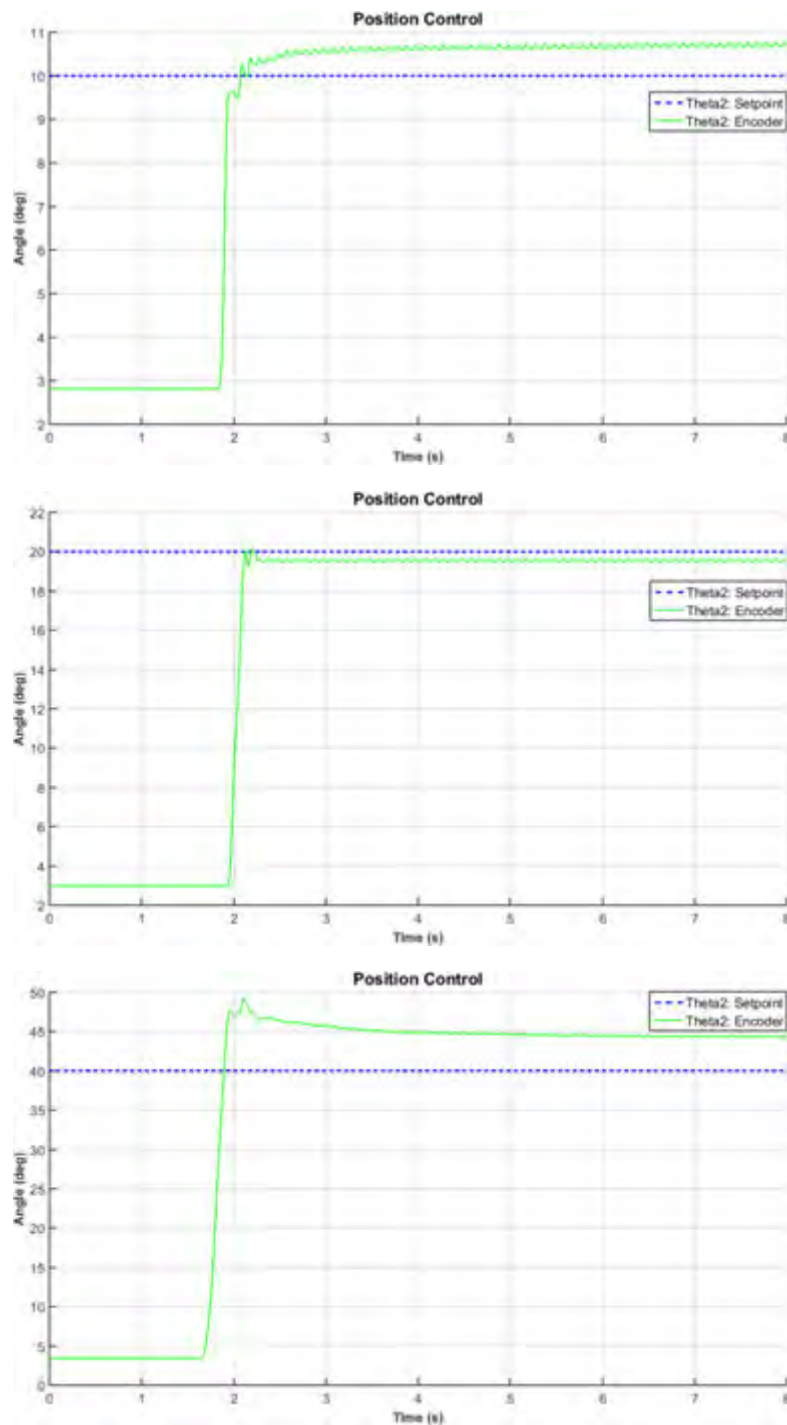 Position Control
11
10
9
8
7
6
5
4
3
2
Angle (deg)
Theta2: Setpoint
Theta2: Encoder
0 1 2 3 4 5 6 7 8
Time (s)
Position Control
22
20
18
16
14
12
10
8
6
4
2
Angle (deg)
Theta2: Setpoint
Theta2: Encoder
0 1 2 3 4 5 6 7 8
Time (s)
Position Control
50
45
40
35
30
25
20
15
10
5
0
Angle (deg)
Theta2: Setpoint
Theta2: Encoder
0 1 2 3 4 5 6 7 8
Time (s)